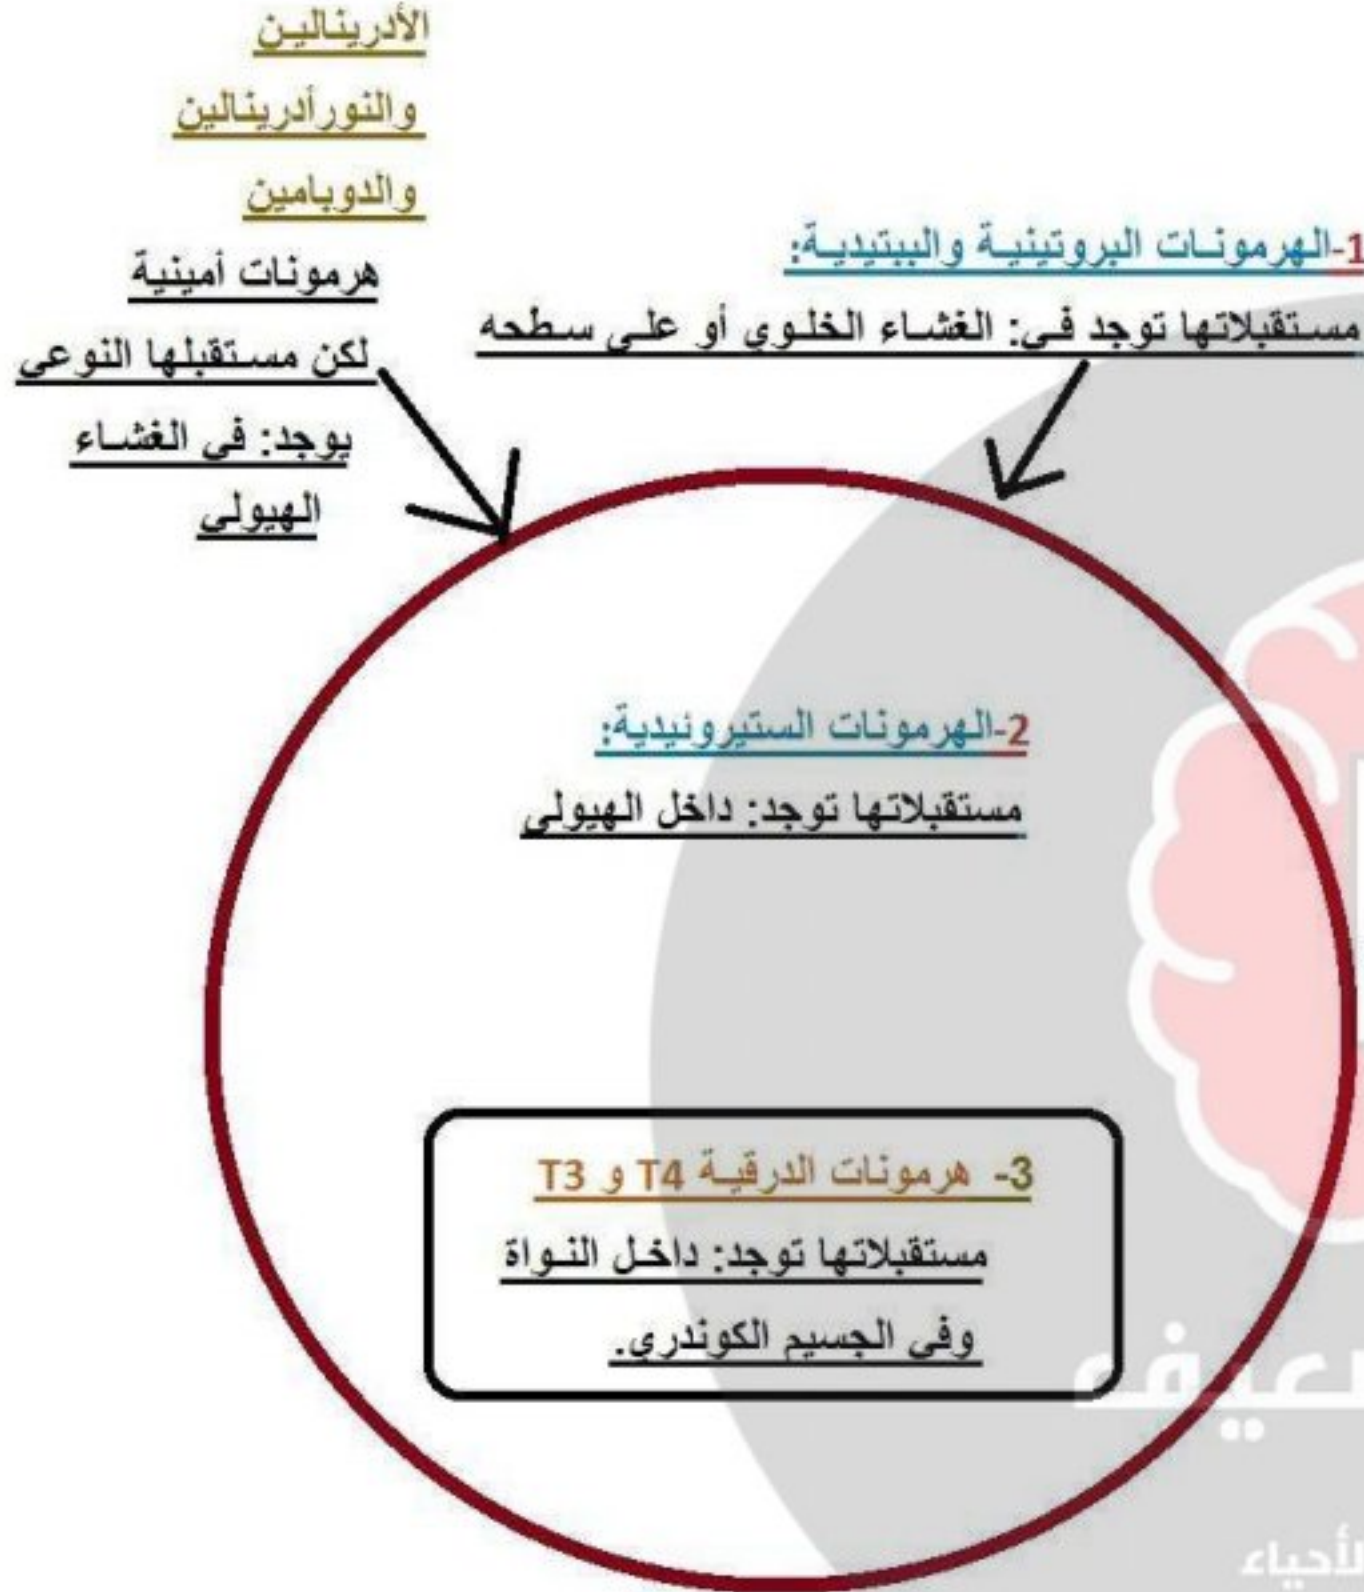 الأدرينالين
والنورأدرينالين
والدوبامين
هرمونات أمينية
لكن مستقبلها النوعي
يوجد: في الغشاء
الهيولي
1-الهرمونات البروتينية والببتيدية:
مستقبلاتها توجد في: الغشاء الخلوي أو على سطحه
2-الهرمونات الستيروئيدية:
مستقبلاتها توجد: داخل الهيولى
3- هرمونات الدرقية T4 و T3
مستقبلاتها توجد: داخل النواة
وفي الجسيم الكوندري.